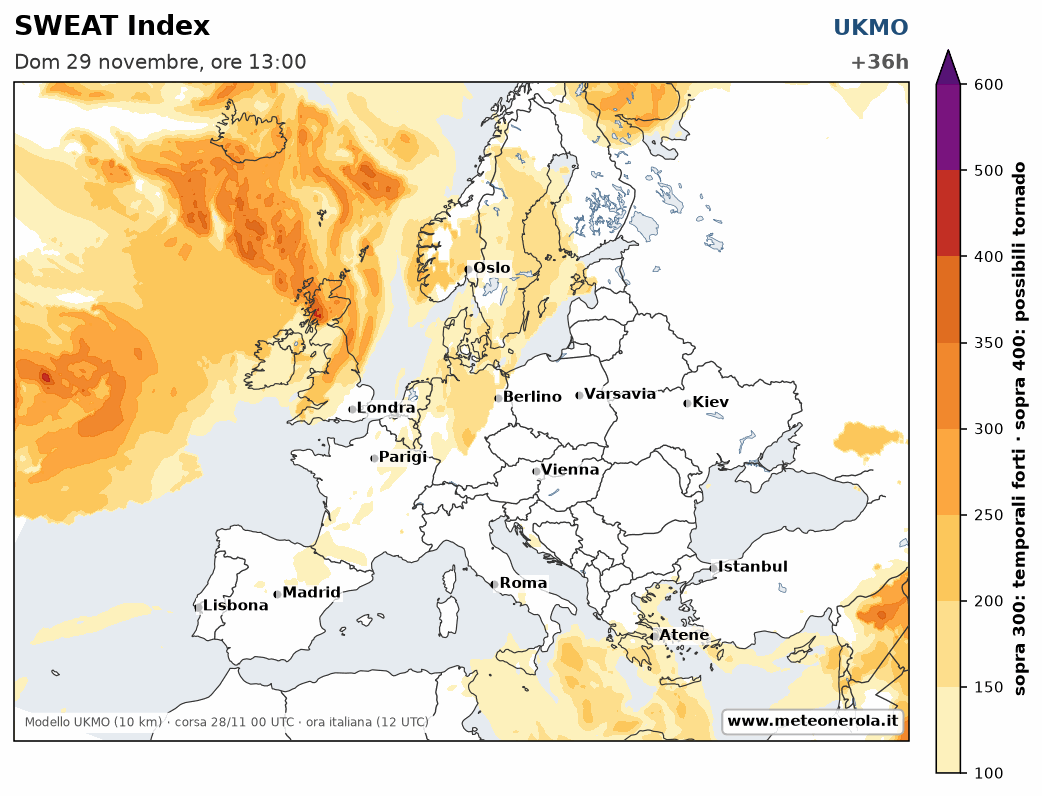 SWEAT Index
UKMO
Dom 29 novembre, ore 13:00
+36h
600
500
400
350
300
250
200
150
100
sopra 300: temporali forti · sopra 400: possibili tornado
Oslo
Berlino
Varsavia
Kiev
Londra
Parigi
Vienna
Istanbul
Roma
Madrid
Lisbona
Atene
Modello UKMO (10 km) · corsa 28/11 00 UTC · ora italiana (12 UTC)
www.meteonerola.it